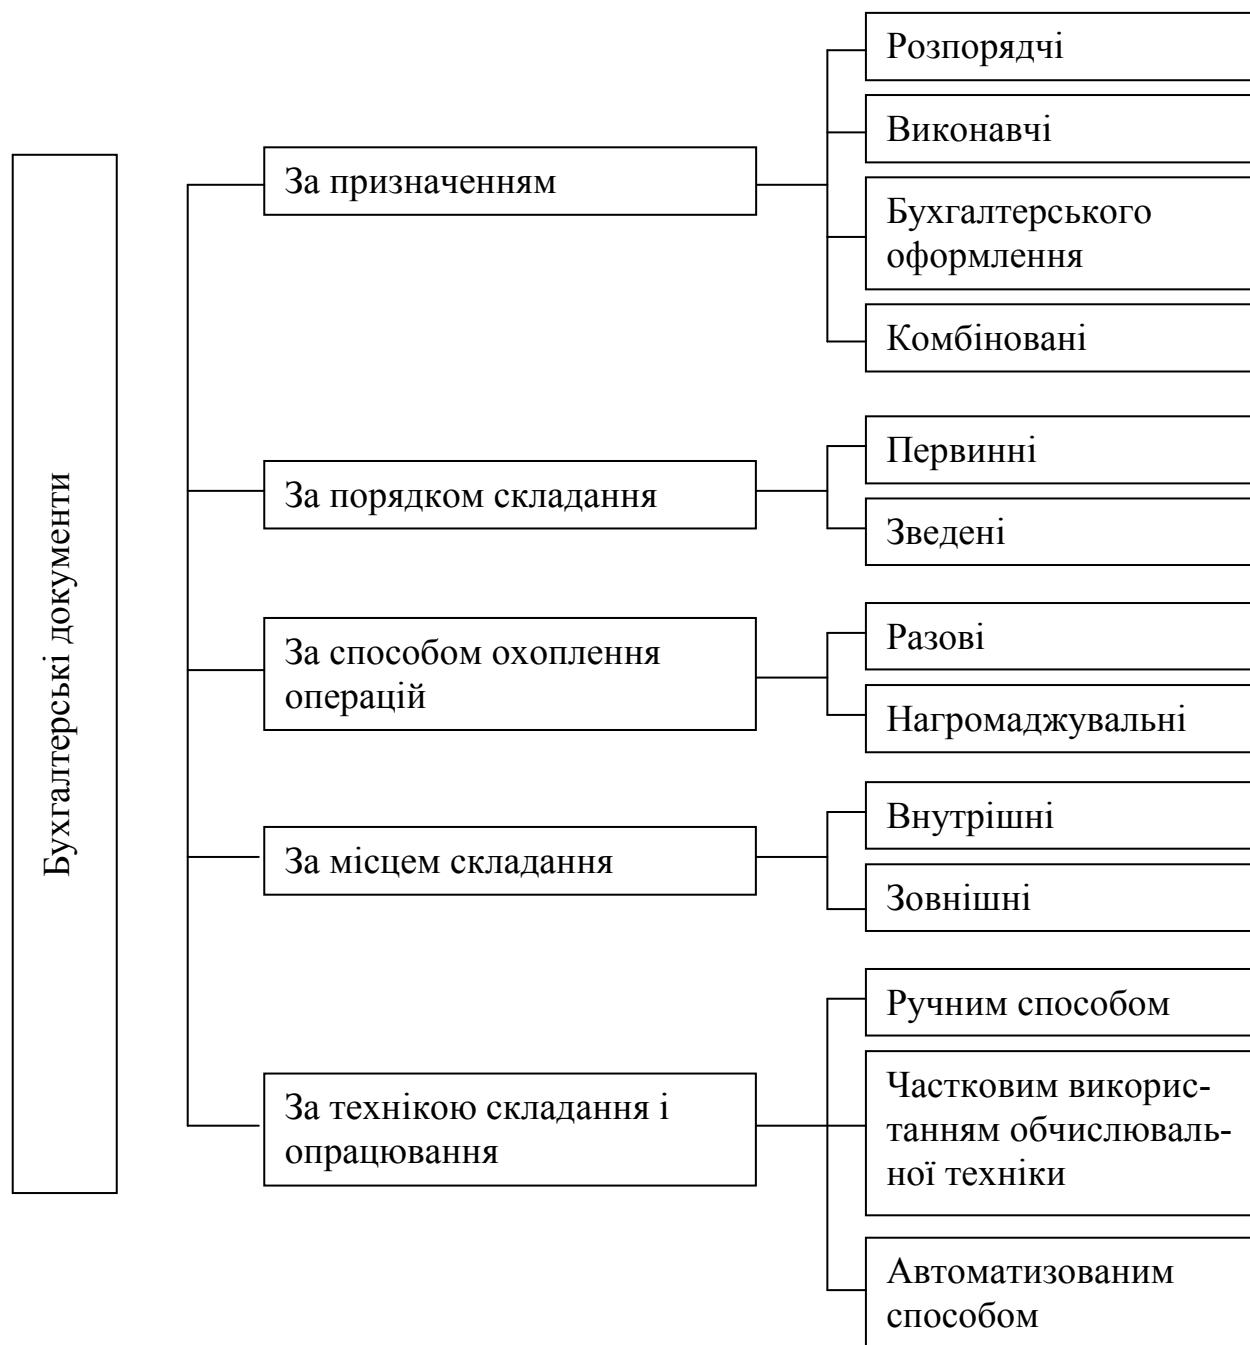 Бухгалтерські документи
За призначенням
Розпорядчі
Виконавчі
Бухгалтерського
оформлення
Комбіновані
За порядком складання
Первинні
Зведені
За способом охоплення
операцій
Разові
Нагромаджувальні
За місцем складання
Внутрішні
Зовнішні
За технікою складання і
опрацювання
Ручним способом
Частковим викорис-
танням обчислюваль-
ної техніки
Автоматизованим
способом